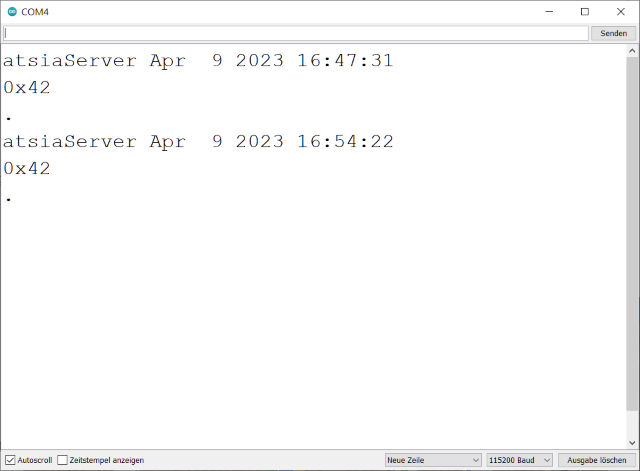 COM4
Senden
atsiaServer Apr  9 2023 16:47:31
0x42
.
atsiaServer Apr  9 2023 16:54:22
0x42
.
Autoscroll
Zeitstempel anzeigen
Neue Zeile
115200 Baud
Ausgabe löschen